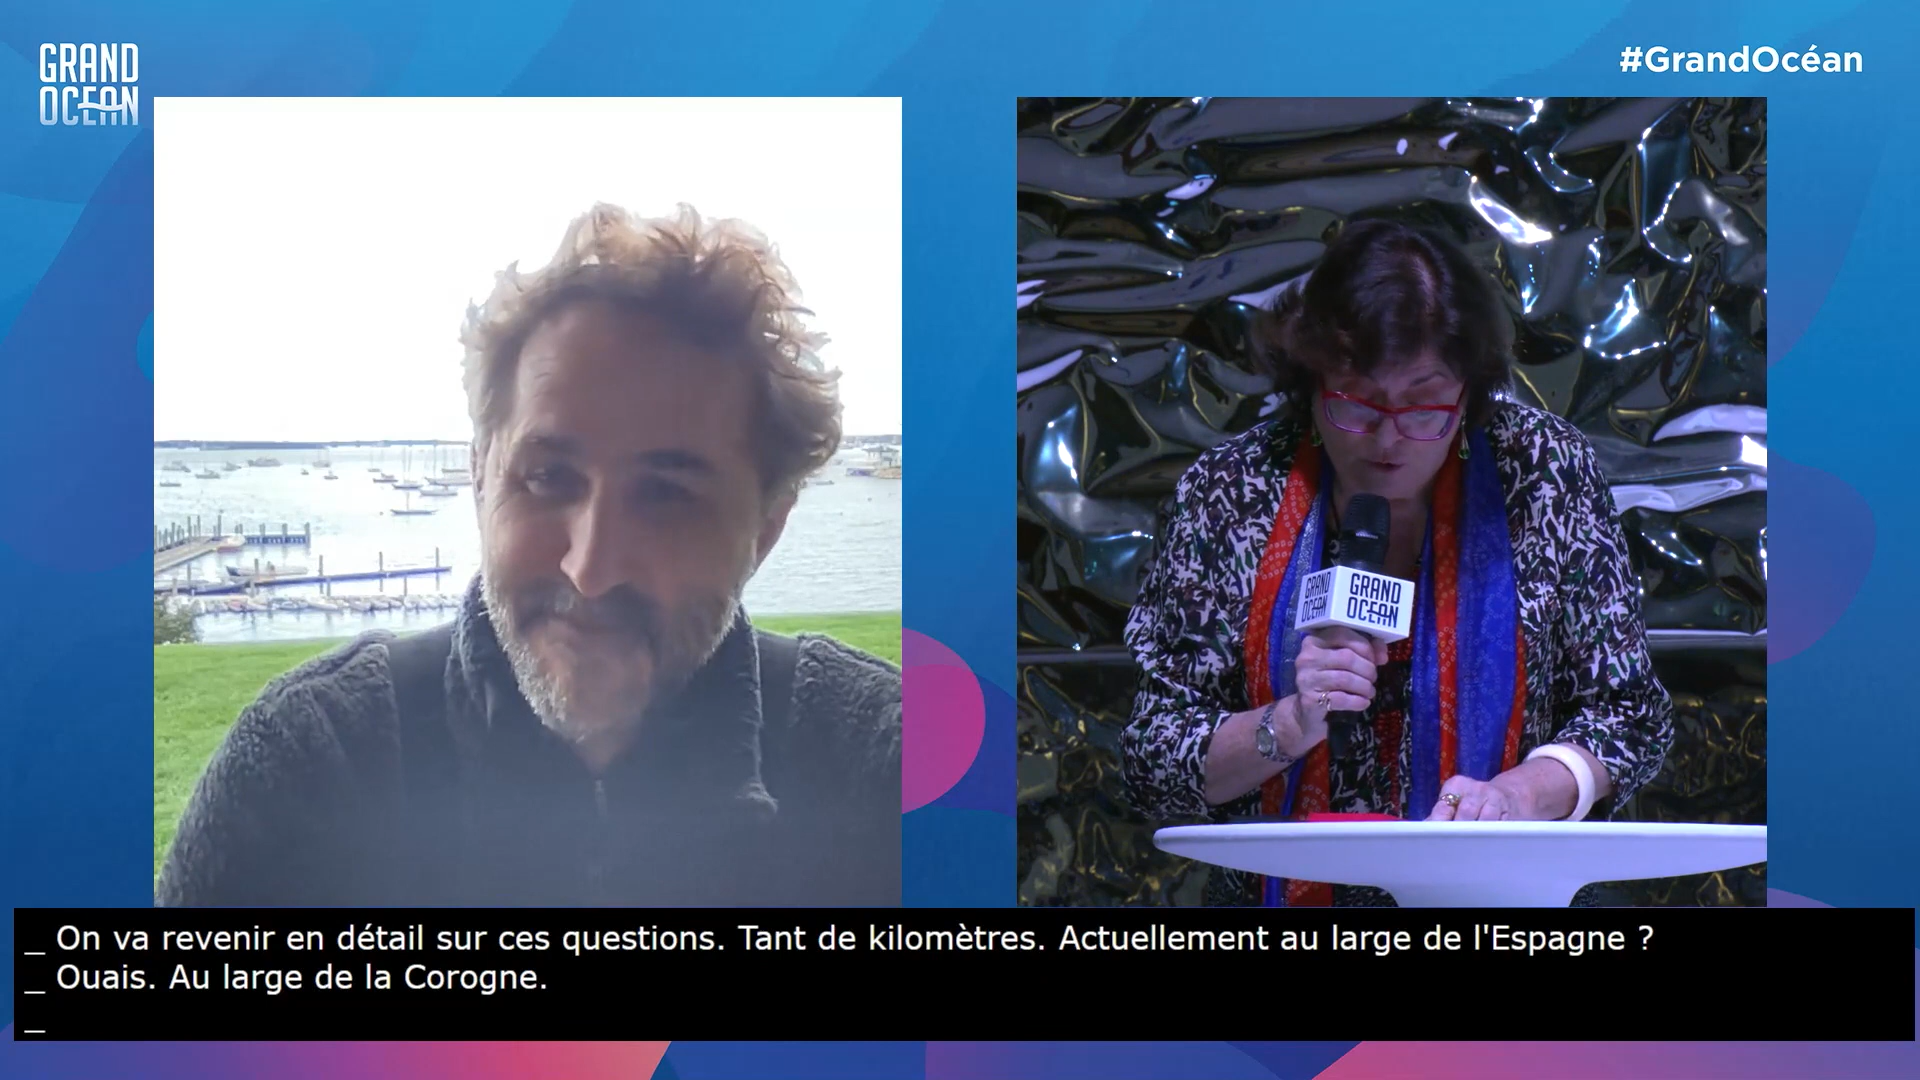 GRAND
OCEAN
#GrandOcéan
GRAND
OCEAN
GRAND
OCEAN
_ On va revenir en détail sur ces questions. Tant de kilomètres. Actuellement au large de l'Espagne ?
_ Ouais. Au large de la Corogne.
_